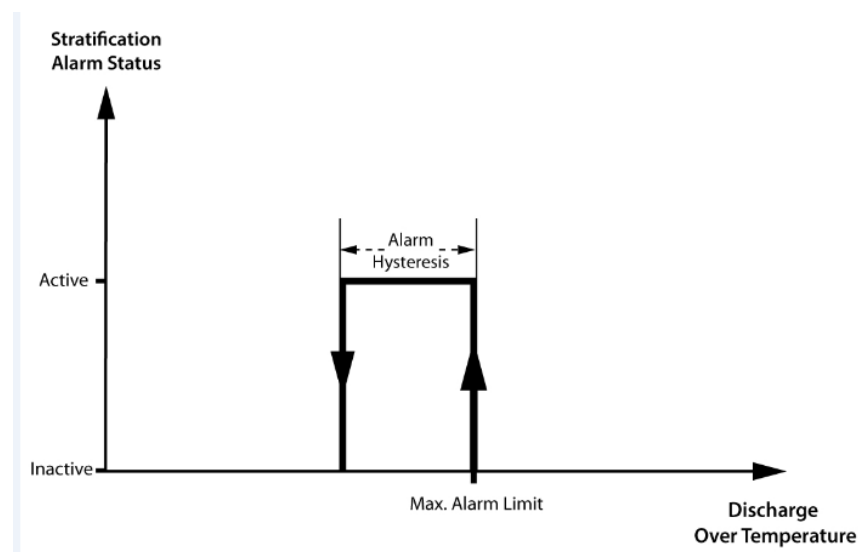 Stratification
Alarm Status
Alarm
Hysteresis
Active
Inactive
Max. Alarm Limit
Discharge
Over Temperature